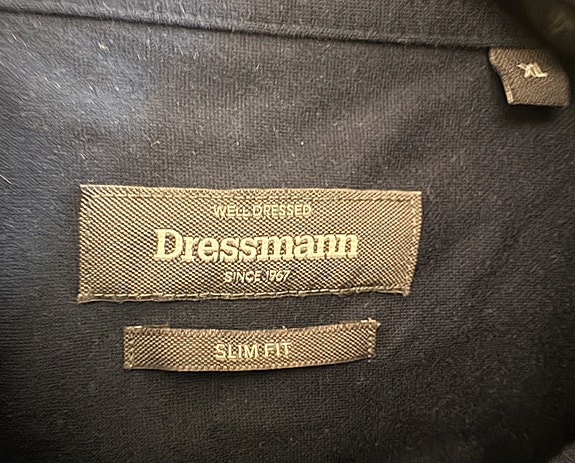 XL
WELL DRESSED
Dressmann
SINCE 1967
SLIM FIT